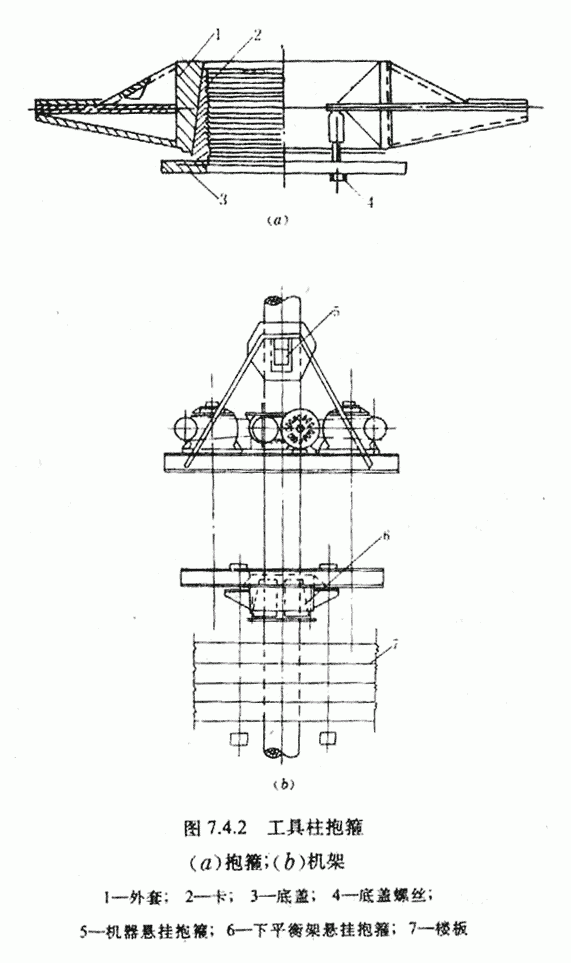 1 2
3 4
(a)
5
6
7
(b)
图 7.4.2 工具柱抱箍
(a)抱箍;(b)机架
1—外套; 2—卡; 3—底盖; 4—底盖螺丝;
5—机器悬挂抱箍; 6—下平衡架悬挂抱箍; 7—楼板